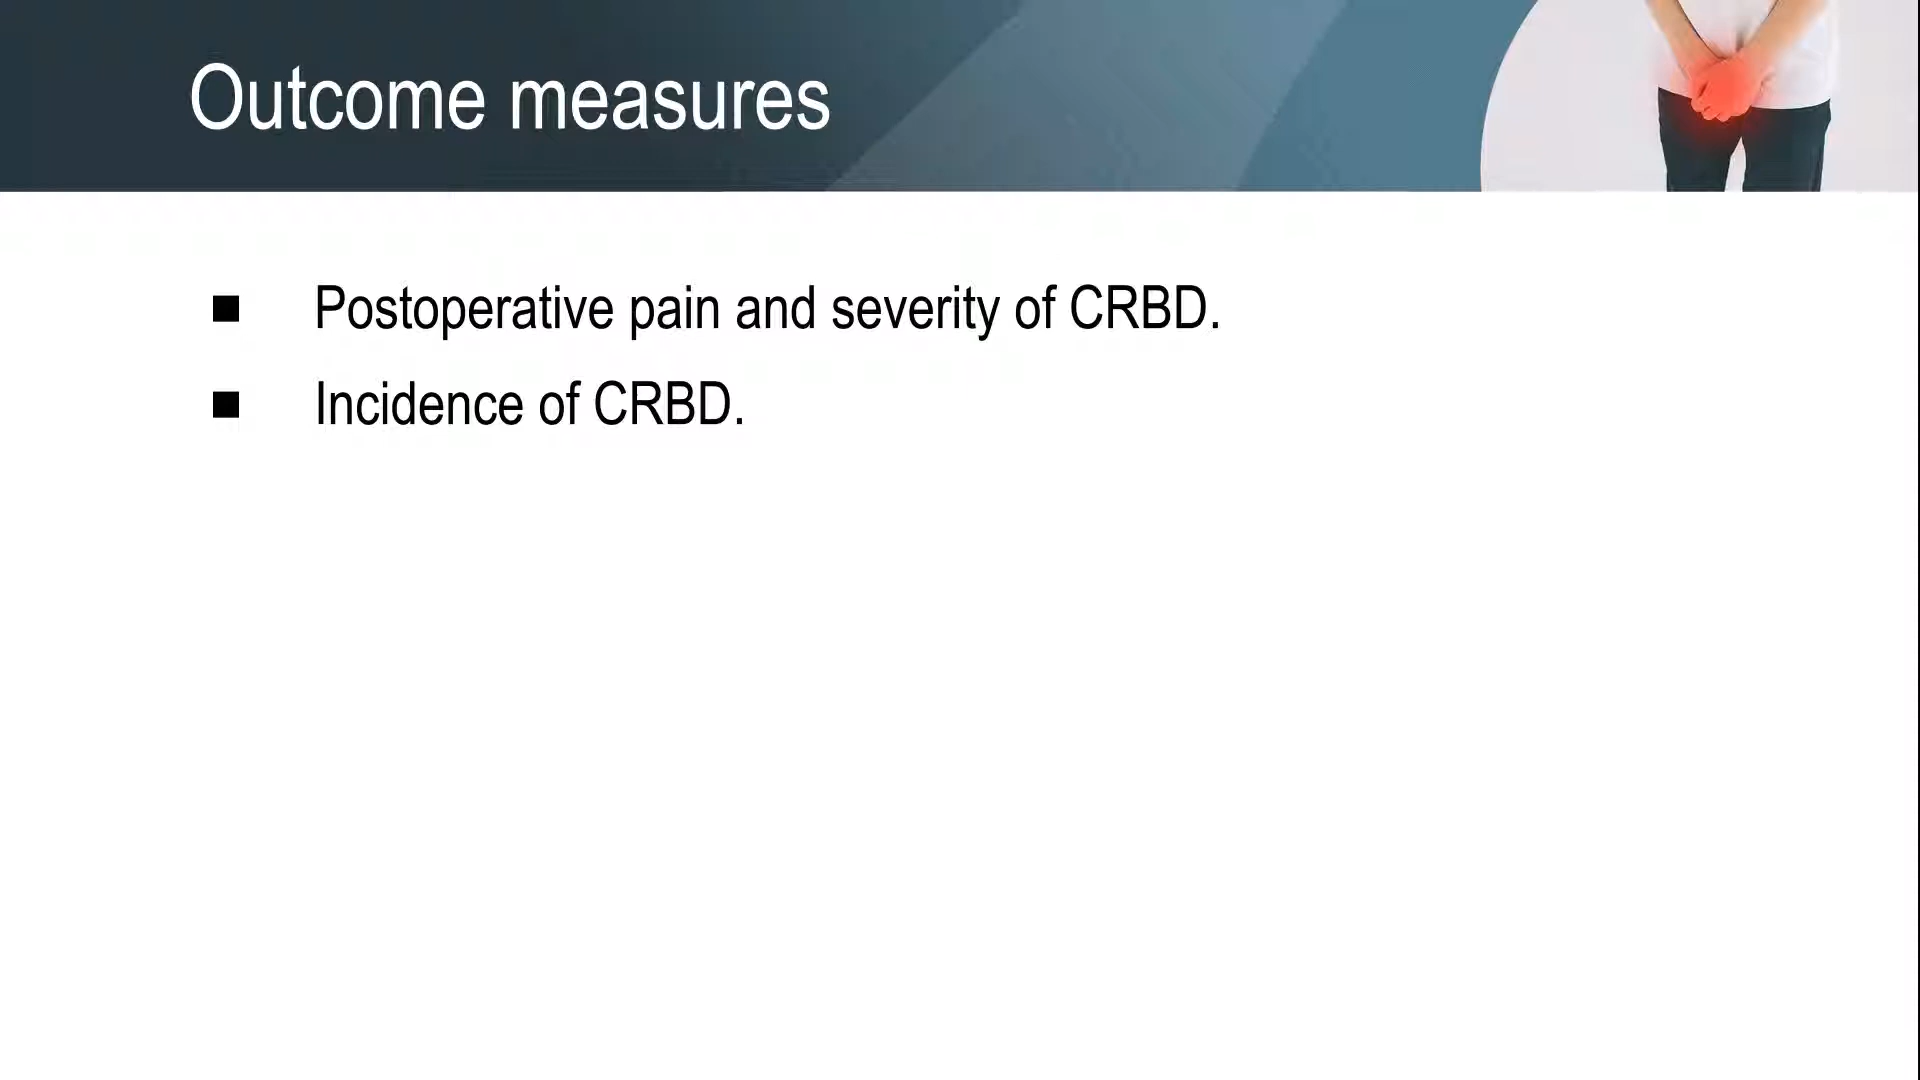 Outcome measures
Postoperative pain and severity of CRBD.
Incidence of CRBD.